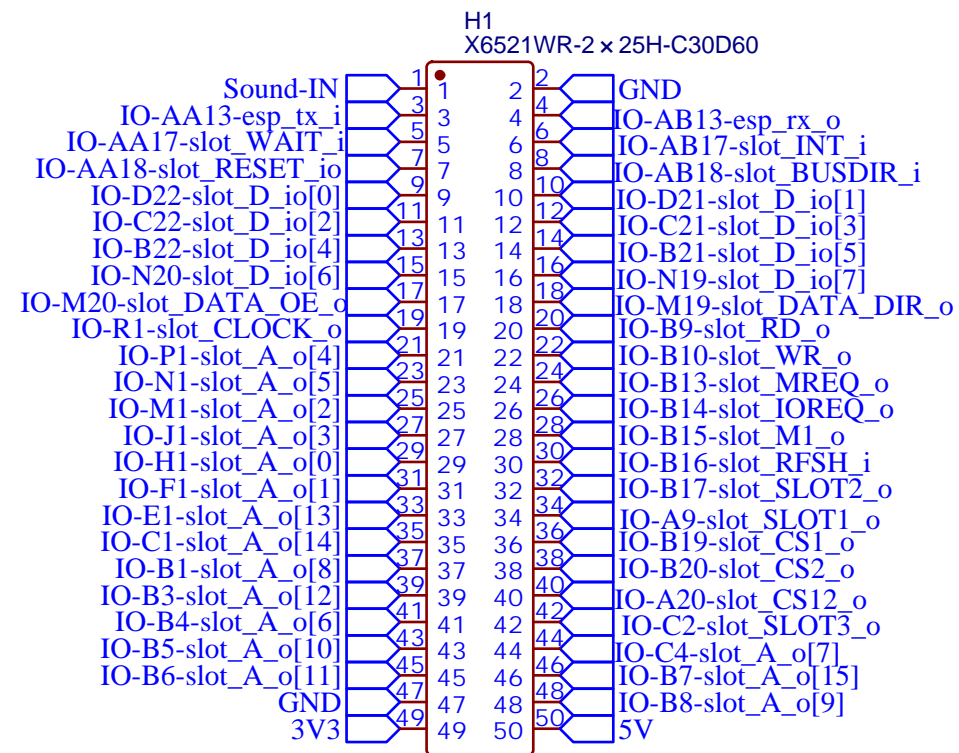 H1
X6521WR-2×25H-C30D60
Sound-IN 1 1 2 2 GND
IO-AA13-esp_tx_i 3 3 4 4 IO-AB13-esp_rx_o
IO-AA17-slot_WAIT_i 5 5 6 6 IO-AB17-slot_INT_i
IO-AA18-slot_RESET_io 7 7 8 8 IO-AB18-slot_BUSDIR_i
IO-D22-slot_D_io[0] 9 9 10 10 IO-D21-slot_D_io[1]
IO-C22-slot_D_io[2] 11 11 12 12 IO-C21-slot_D_io[3]
IO-B22-slot_D_io[4] 13 13 14 14 IO-B21-slot_D_io[5]
IO-N20-slot_D_io[6] 15 15 16 16 IO-N19-slot_D_io[7]
IO-M20-slot_DATA_OE_o 17 17 18 18 IO-M19-slot_DATA_DIR_o
IO-R1-slot_CLOCK_o 19 19 20 20 IO-B9-slot_RD_o
IO-P1-slot_A_o[4] 21 21 22 22 IO-B10-slot_WR_o
IO-N1-slot_A_o[5] 23 23 24 24 IO-B13-slot_MREQ_o
IO-M1-slot_A_o[2] 25 25 26 26 IO-B14-slot_IOREQ_o
IO-J1-slot_A_o[3] 27 27 28 28 IO-B15-slot_M1_o
IO-H1-slot_A_o[0] 29 29 30 30 IO-B16-slot_RFSH_i
IO-F1-slot_A_o[1] 31 31 32 32 IO-B17-slot_SLOT2_o
IO-E1-slot_A_o[13] 33 33 34 34 IO-A9-slot_SLOT1_o
IO-C1-slot_A_o[14] 35 35 36 36 IO-B19-slot_CS1_o
IO-B1-slot_A_o[8] 37 37 38 38 IO-B20-slot_CS2_o
IO-B3-slot_A_o[12] 39 39 40 40 IO-A20-slot_CS12_o
IO-B4-slot_A_o[6] 41 41 42 42 IO-C2-slot_SLOT3_o
IO-B5-slot_A_o[10] 43 43 44 44 IO-C4-slot_A_o[7]
IO-B6-slot_A_o[11] 45 45 46 46 IO-B7-slot_A_o[15]
GND 47 47 48 48 IO-B8-slot_A_o[9]
3V3 49 49 50 50 5V